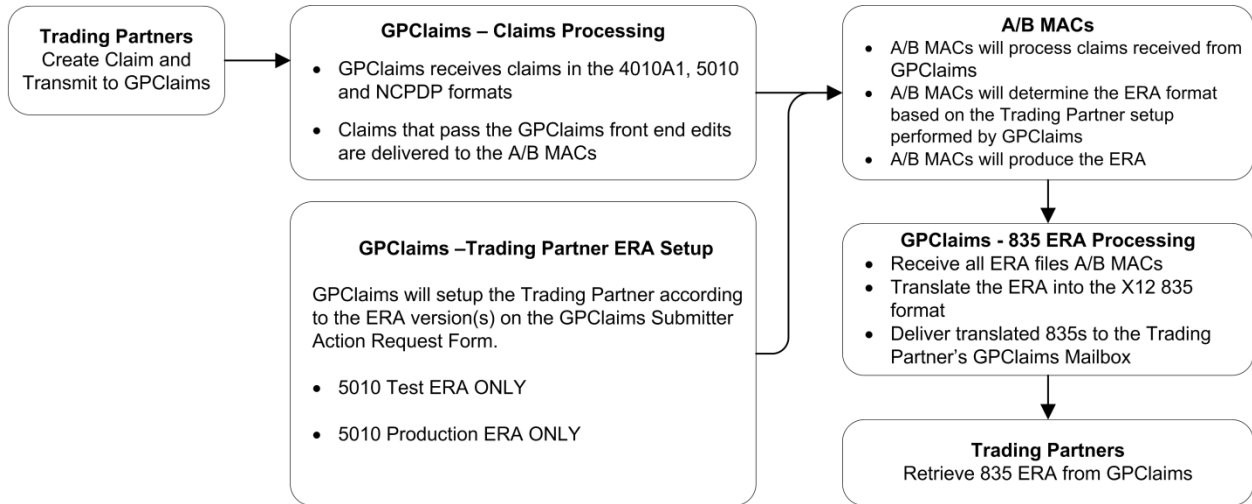 Trading Partners
Create Claim and
Transmit to GPClaims
GPClaims – Claims Processing
• GPClaims receives claims in the 4010A1, 5010
and NCPDP formats
• Claims that pass the GPClaims front end edits
are delivered to the A/B MACs
GPClaims –Trading Partner ERA Setup
GPClaims will setup the Trading Partner according
to the ERA version(s) on the GPClaims Submitter
Action Request Form.
• 5010 Test ERA ONLY
• 5010 Production ERA ONLY
A/B MACs
• A/B MACs will process claims received from
GPClaims
• A/B MACs will determine the ERA format
based on the Trading Partner setup
performed by GPClaims
• A/B MACs will produce the ERA
GPClaims - 835 ERA Processing
• Receive all ERA files A/B MACs
• Translate the ERA into the X12 835
format
• Deliver translated 835s to the Trading
Partner’s GPClaims Mailbox
Trading Partners
Retrieve 835 ERA from GPClaims